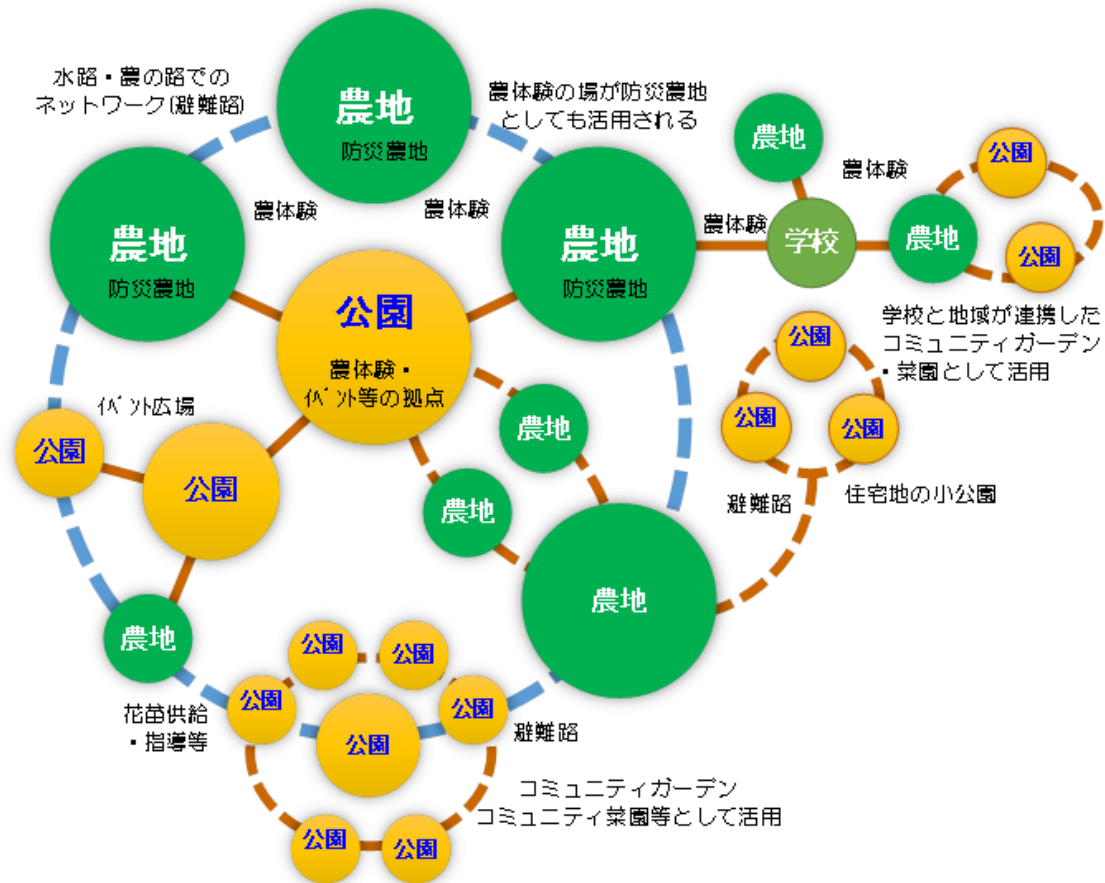 水路・農の路での
ネットワーク(避難路)
農地
防災農地
農体験の場が防災農地
としても活用される
農地
防災農地
農体験
農体験
農地
防災農地
農体験
学校
農地
農体験
農地
公園
公園
学校と地域が連携した
コミュニティガーデン
・菜園として活用
公園
農体験・
イベント等の拠点
イベント広場
公園
公園
農地
農地
農地
公園
公園
公園
避難路
住宅地の小公園
農地
花苗供給
・指導等
公園
公園
公園
公園
公園
避難路
公園
公園
コミュニティガーデン
コミュニティ菜園等として活用